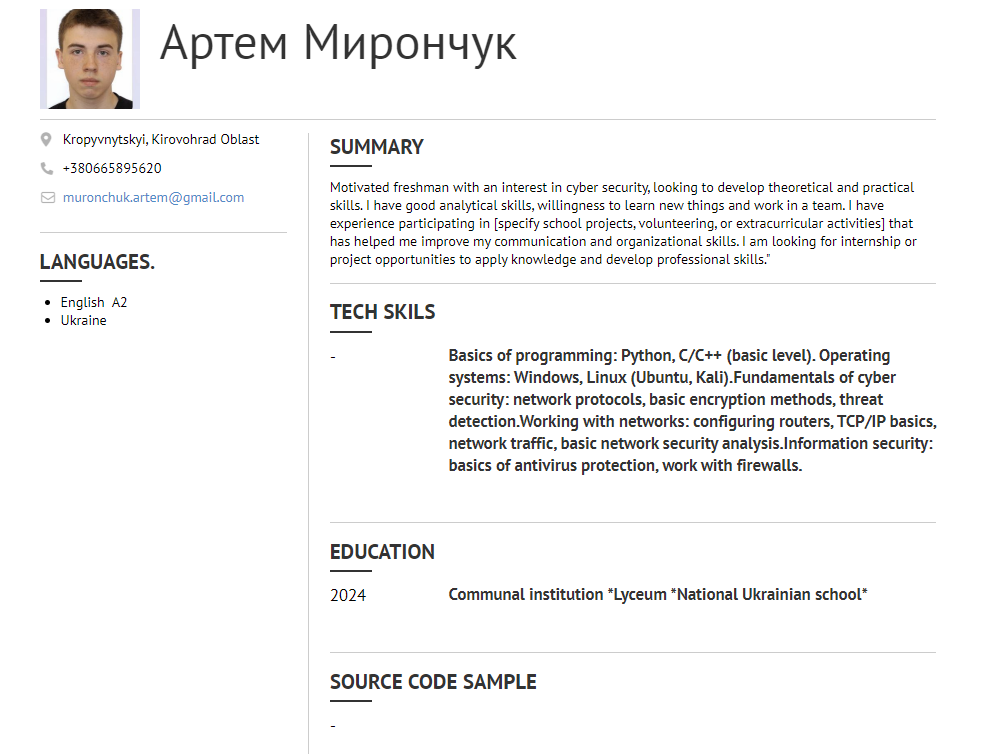 Артем Мирончук
Kropyvnytskyi, Kirovohrad Oblast
+380665895620
muronchuk.artem@gmail.com
LANGUAGES.
• English  A2
• Ukraine
SUMMARY
Motivated freshman with an interest in cyber security, looking to develop theoretical and practical
skills. I have good analytical skills, willingness to learn new things and work in a team. I have
experience participating in [specify school projects, volunteering, or extracurricular activities] that
has helped me improve my communication and organizational skills. I am looking for internship or
project opportunities to apply knowledge and develop professional skills."
TECH SKILS
-
Basics of programming: Python, C/C++ (basic level). Operating
systems: Windows, Linux (Ubuntu, Kali).Fundamentals of cyber
security: network protocols, basic encryption methods, threat
detection.Working with networks: configuring routers, TCP/IP basics,
network traffic, basic network security analysis.Information security:
basics of antivirus protection, work with firewalls.
EDUCATION
2024 Communal institution *Lyceum *National Ukrainian school*
SOURCE CODE SAMPLE
-